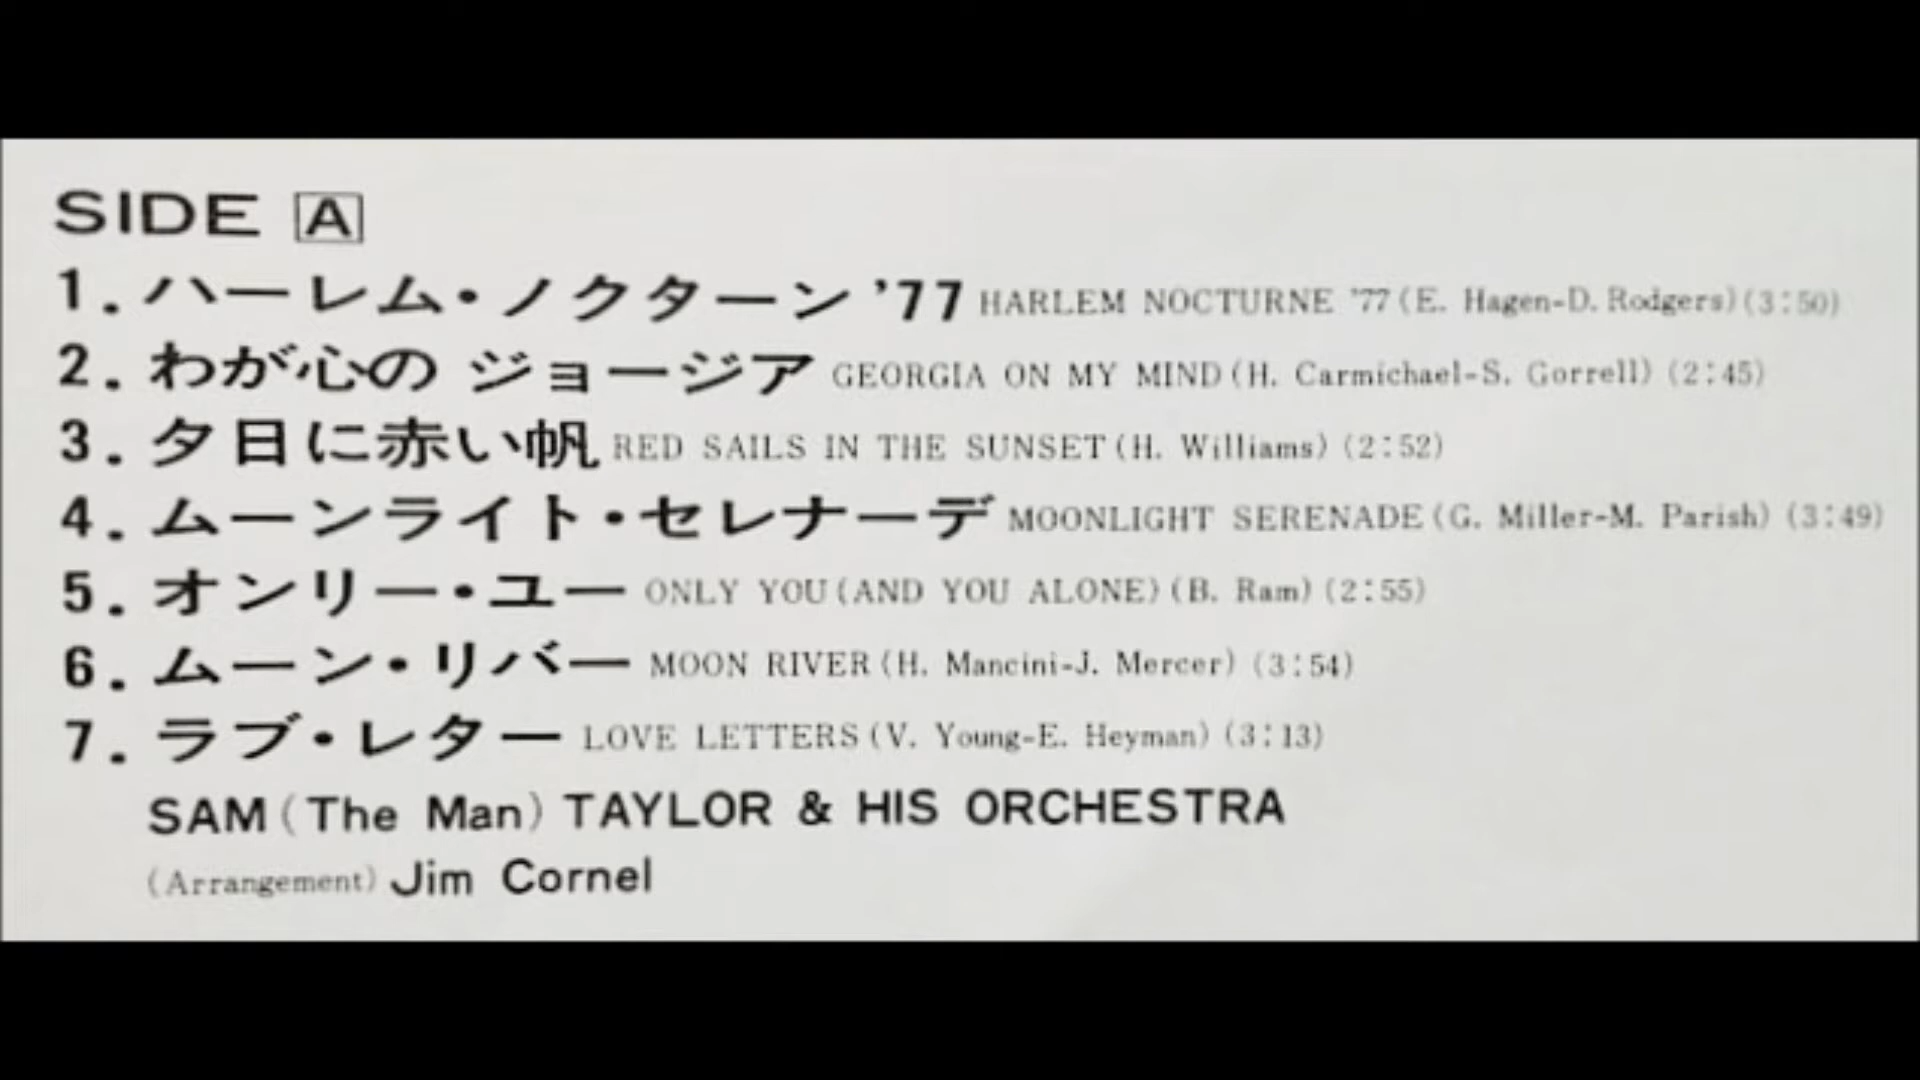 SIDE A
1. ハーレム・ノクターン '77 HARLEM NOCTURNE '77 (E. Hagen-D. Rodgers) (3:50)
2. わが心の ジョージア GEORGIA ON MY MIND (H. Carmichael-S. Gorrell) (2:45)
3. 夕日に赤い帆 RED SAILS IN THE SUNSET (H. Williams) (2:52)
4. ムーンライト・セレナーデ MOONLIGHT SERENADE (G. Miller-M. Parish) (3:49)
5. オンリー・ユー ONLY YOU (AND YOU ALONE) (B. Ram) (2:55)
6. ムーン・リバー MOON RIVER (H. Mancini-J. Mercer) (3:54)
7. ラブ・レター LOVE LETTERS (V. Young-E. Heyman) (3:13)
SAM (The Man) TAYLOR & HIS ORCHESTRA
(Arrangement) Jim Cornel